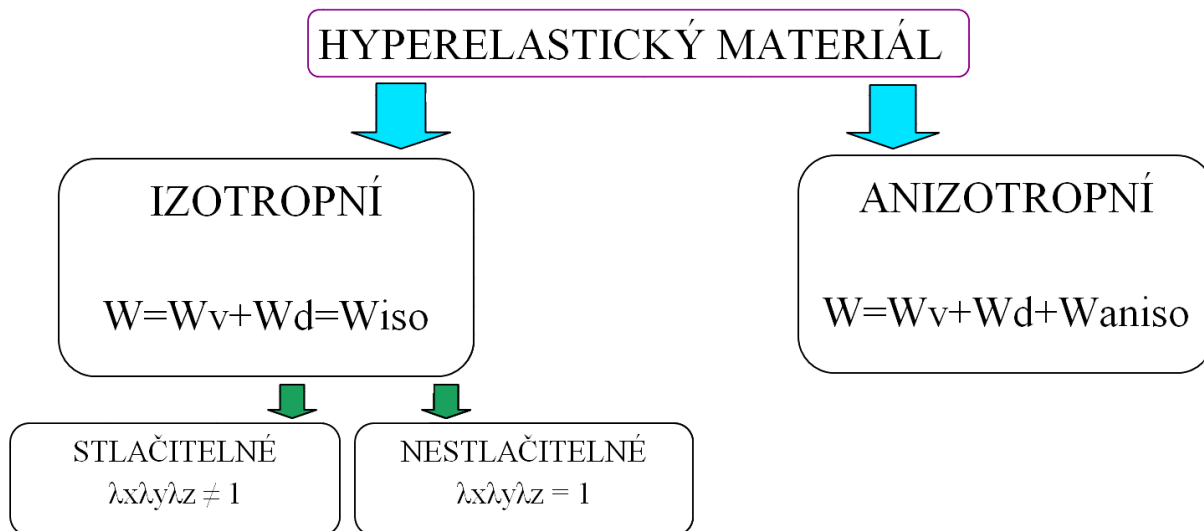 HYPERELASTICKÝ MATERIÁL
IZOTROPNÍ
W=Wv+Wd=Wiso
ANIZOTROPNÍ
W=Wv+Wd+Waniso
STLAČITELNÉ
λxλyλz ≠ 1
NESTLAČITELNÉ
λxλyλz = 1